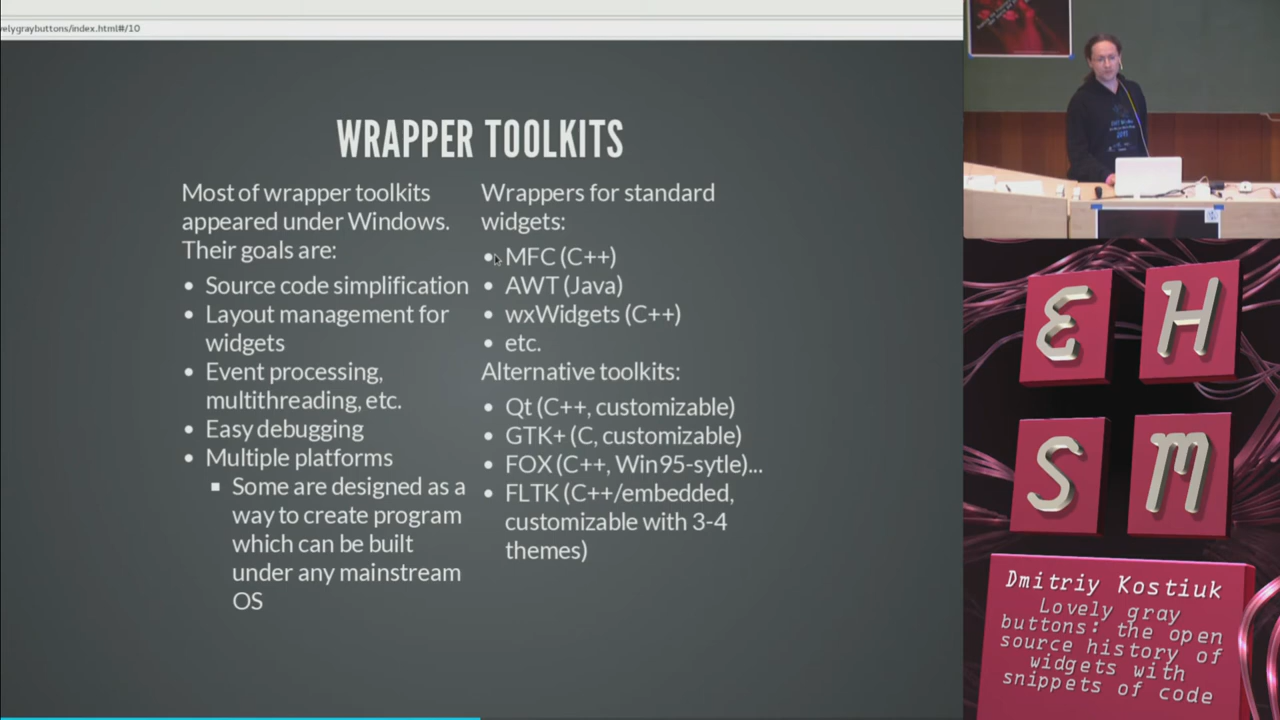 velygraybuttons/index.html#/10
WRAPPER TOOLKITS
Most of wrapper toolkits
appeared under Windows.
Their goals are:
• Source code simplification
• Layout management for
widgets
• Event processing,
multithreading, etc.
• Easy debugging
• Multiple platforms
▪ Some are designed as a
way to create program
which can be built
under any mainstream
OS
Wrappers for standard
widgets:
• MFC (C++)
• AWT (Java)
• wxWidgets (C++)
• etc.
Alternative toolkits:
• Qt (C++, customizable)
• GTK+ (C, customizable)
• FOX (C++, Win95-sytle)...
• FLTK (C++/embedded,
customizable with 3-4
themes)
EH
SM
Dmitriy Kostiuk
Lovely gray
buttons: the open
source history of
widgets with
snippets of code